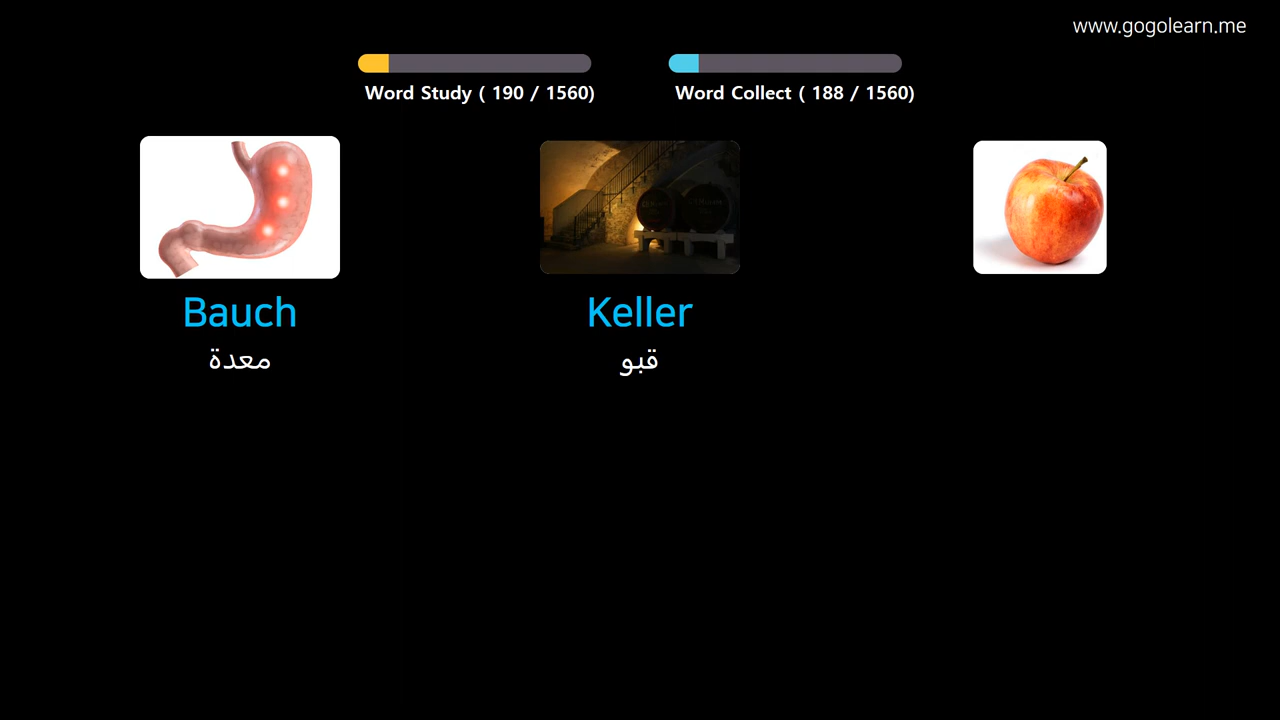 www.gogolearn.me
Word Study ( 190 / 1560)
Word Collect ( 188 / 1560)
Bauch
معدة
Keller
قبو